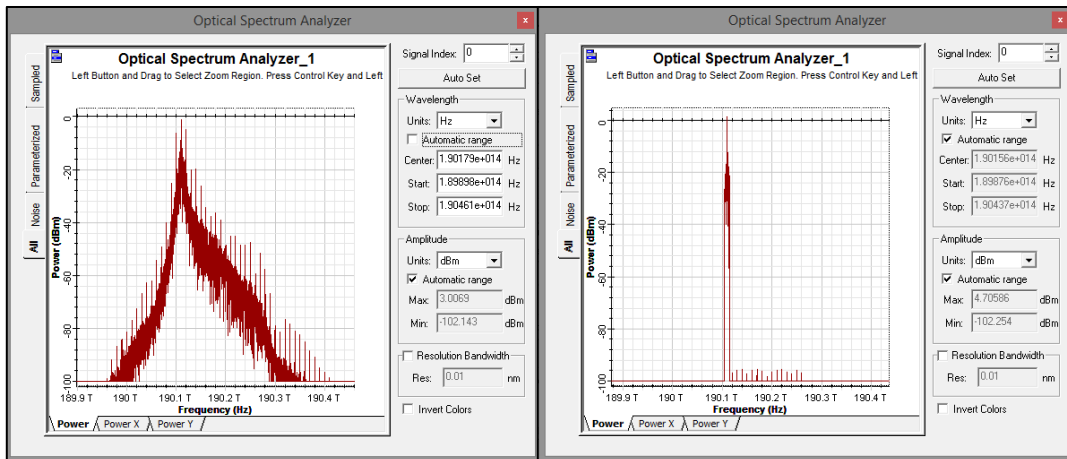 Optical Spectrum Analyzer
x
Optical Spectrum Analyzer_1
Left Button and Drag to Select Zoom Region. Press Control Key and Left
Sampled
Parameterized
Noise
All
Power (dBm)
0
-20
-40
-60
-80
-100
189.9 T 190 T 190.1 T 190.2 T 190.3 T 190.4 T
Frequency (Hz)
Power Power X Power Y
Signal Index: 0
Auto Set
Wavelength
Units: Hz
Automatic range
Center: 1.90179e+014 Hz
Start: 1.89898e+014 Hz
Stop: 1.90461e+014 Hz
Amplitude
Units: dBm
Automatic range
Max: 3.0069 dBm
Min: -102.143 dBm
Resolution Bandwidth
Res: 0.01 nm
Invert Colors
Optical Spectrum Analyzer
x
Optical Spectrum Analyzer_1
Left Button and Drag to Select Zoom Region. Press Control Key and Left
Sampled
Parameterized
Noise
All
Power (dBm)
0
-20
-40
-60
-80
-100
189.9 T 190 T 190.1 T 190.2 T 190.3 T 190.4 T
Frequency (Hz)
Power Power X Power Y
Signal Index: 0
Auto Set
Wavelength
Units: Hz
Automatic range
Center: 1.90156e+014 Hz
Start: 1.89876e+014 Hz
Stop: 1.90437e+014 Hz
Amplitude
Units: dBm
Automatic range
Max: 4.70586 dBm
Min: -102.254 dBm
Resolution Bandwidth
Res: 0.01 nm
Invert Colors